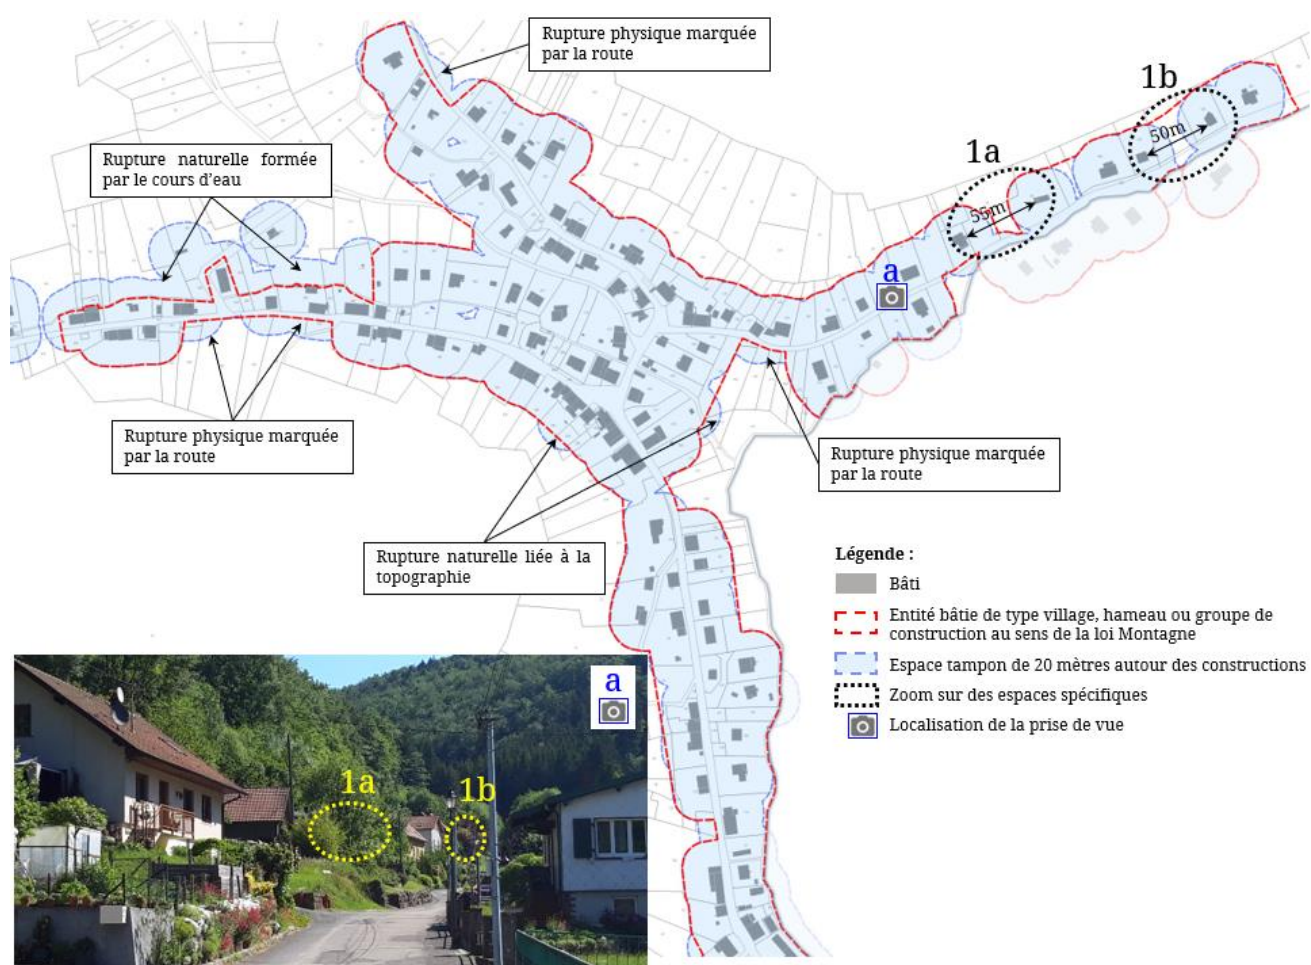 Rupture physique marquée
par la route
1b
50m
1a
55m
Rupture naturelle formée
par le cours d'eau
a
Rupture physique marquée
par la route
Rupture physique marquée
par la route
Rupture naturelle liée à la
topographie
Légende :
Bâti
Entité bâtie de type village, hameau ou groupe de
construction au sens de la loi Montagne
Espace tampon de 20 mètres autour des constructions
Zoom sur des espaces spécifiques
Localisation de la prise de vue
a
1a
1b